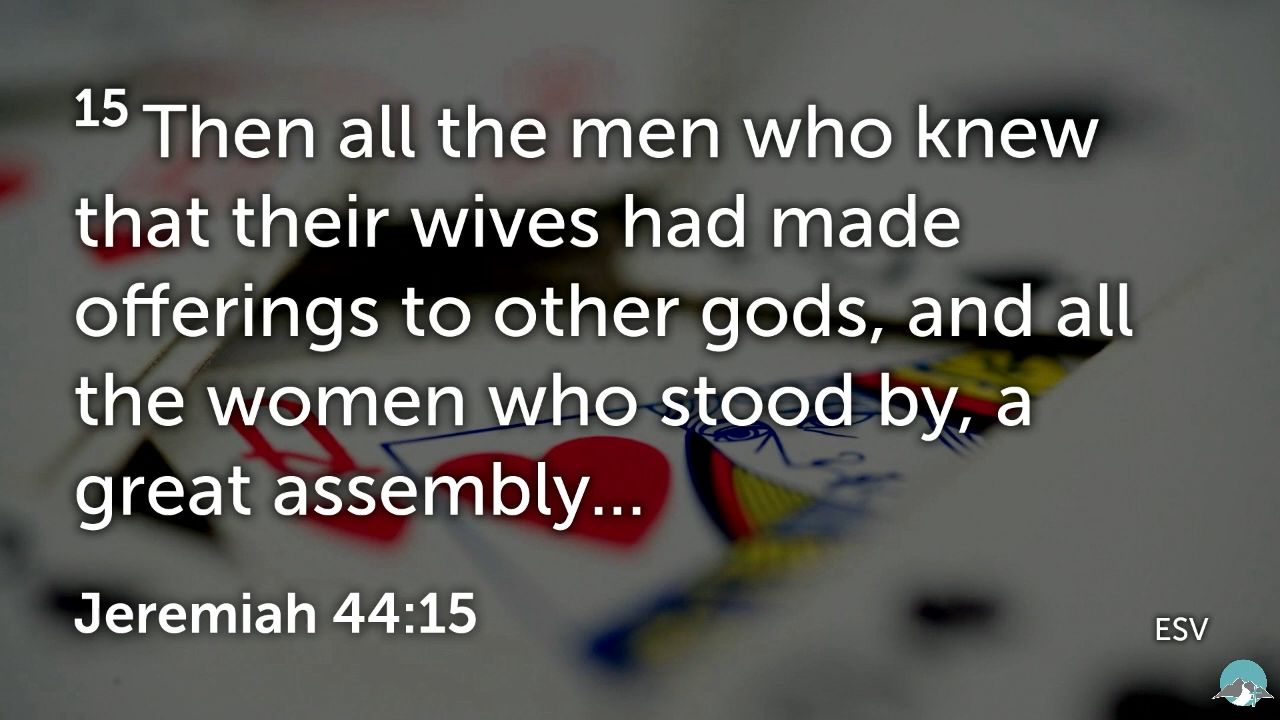 15 Then all the men who knew
that their wives had made
offerings to other gods, and all
the women who stood by, a
great assembly...
Jeremiah 44:15
ESV